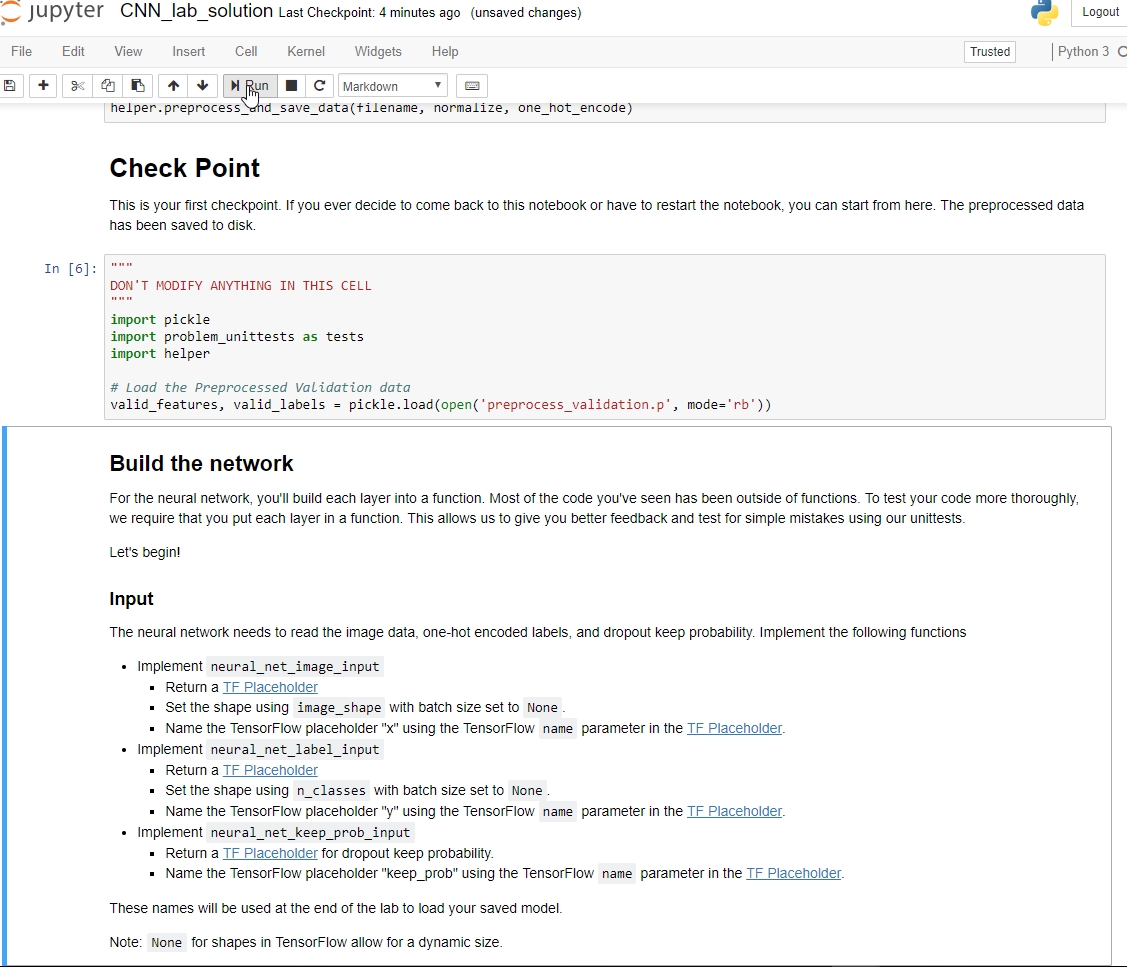 jupyter CNN_lab_solution Last Checkpoint: 4 minutes ago (unsaved changes) Logout
File Edit View Insert Cell Kernel Widgets Help Trusted Python 3
Run Markdown
helper.preprocess_and_save_data(filename, normalize, one_hot_encode)
Check Point
This is your first checkpoint. If you ever decide to come back to this notebook or have to restart the notebook, you can start from here. The preprocessed data
has been saved to disk.
In [6]: """
DON'T MODIFY ANYTHING IN THIS CELL
"""
import pickle
import problem_unittests as tests
import helper
# Load the Preprocessed Validation data
valid_features, valid_labels = pickle.load(open('preprocess_validation.p', mode='rb'))
Build the network
For the neural network, you'll build each layer into a function. Most of the code you've seen has been outside of functions. To test your code more thoroughly,
we require that you put each layer in a function. This allows us to give you better feedback and test for simple mistakes using our unittests.
Let's begin!
Input
The neural network needs to read the image data, one-hot encoded labels, and dropout keep probability. Implement the following functions
• Implement neural_net_image_input
▪ Return a TF Placeholder
▪ Set the shape using image_shape with batch size set to None.
▪ Name the TensorFlow placeholder "x" using the TensorFlow name parameter in the TF Placeholder.
• Implement neural_net_label_input
▪ Return a TF Placeholder
▪ Set the shape using n_classes with batch size set to None.
▪ Name the TensorFlow placeholder "y" using the TensorFlow name parameter in the TF Placeholder.
• Implement neural_net_keep_prob_input
▪ Return a TF Placeholder for dropout keep probability.
▪ Name the TensorFlow placeholder "keep_prob" using the TensorFlow name parameter in the TF Placeholder.
These names will be used at the end of the lab to load your saved model.
Note: None for shapes in TensorFlow allow for a dynamic size.